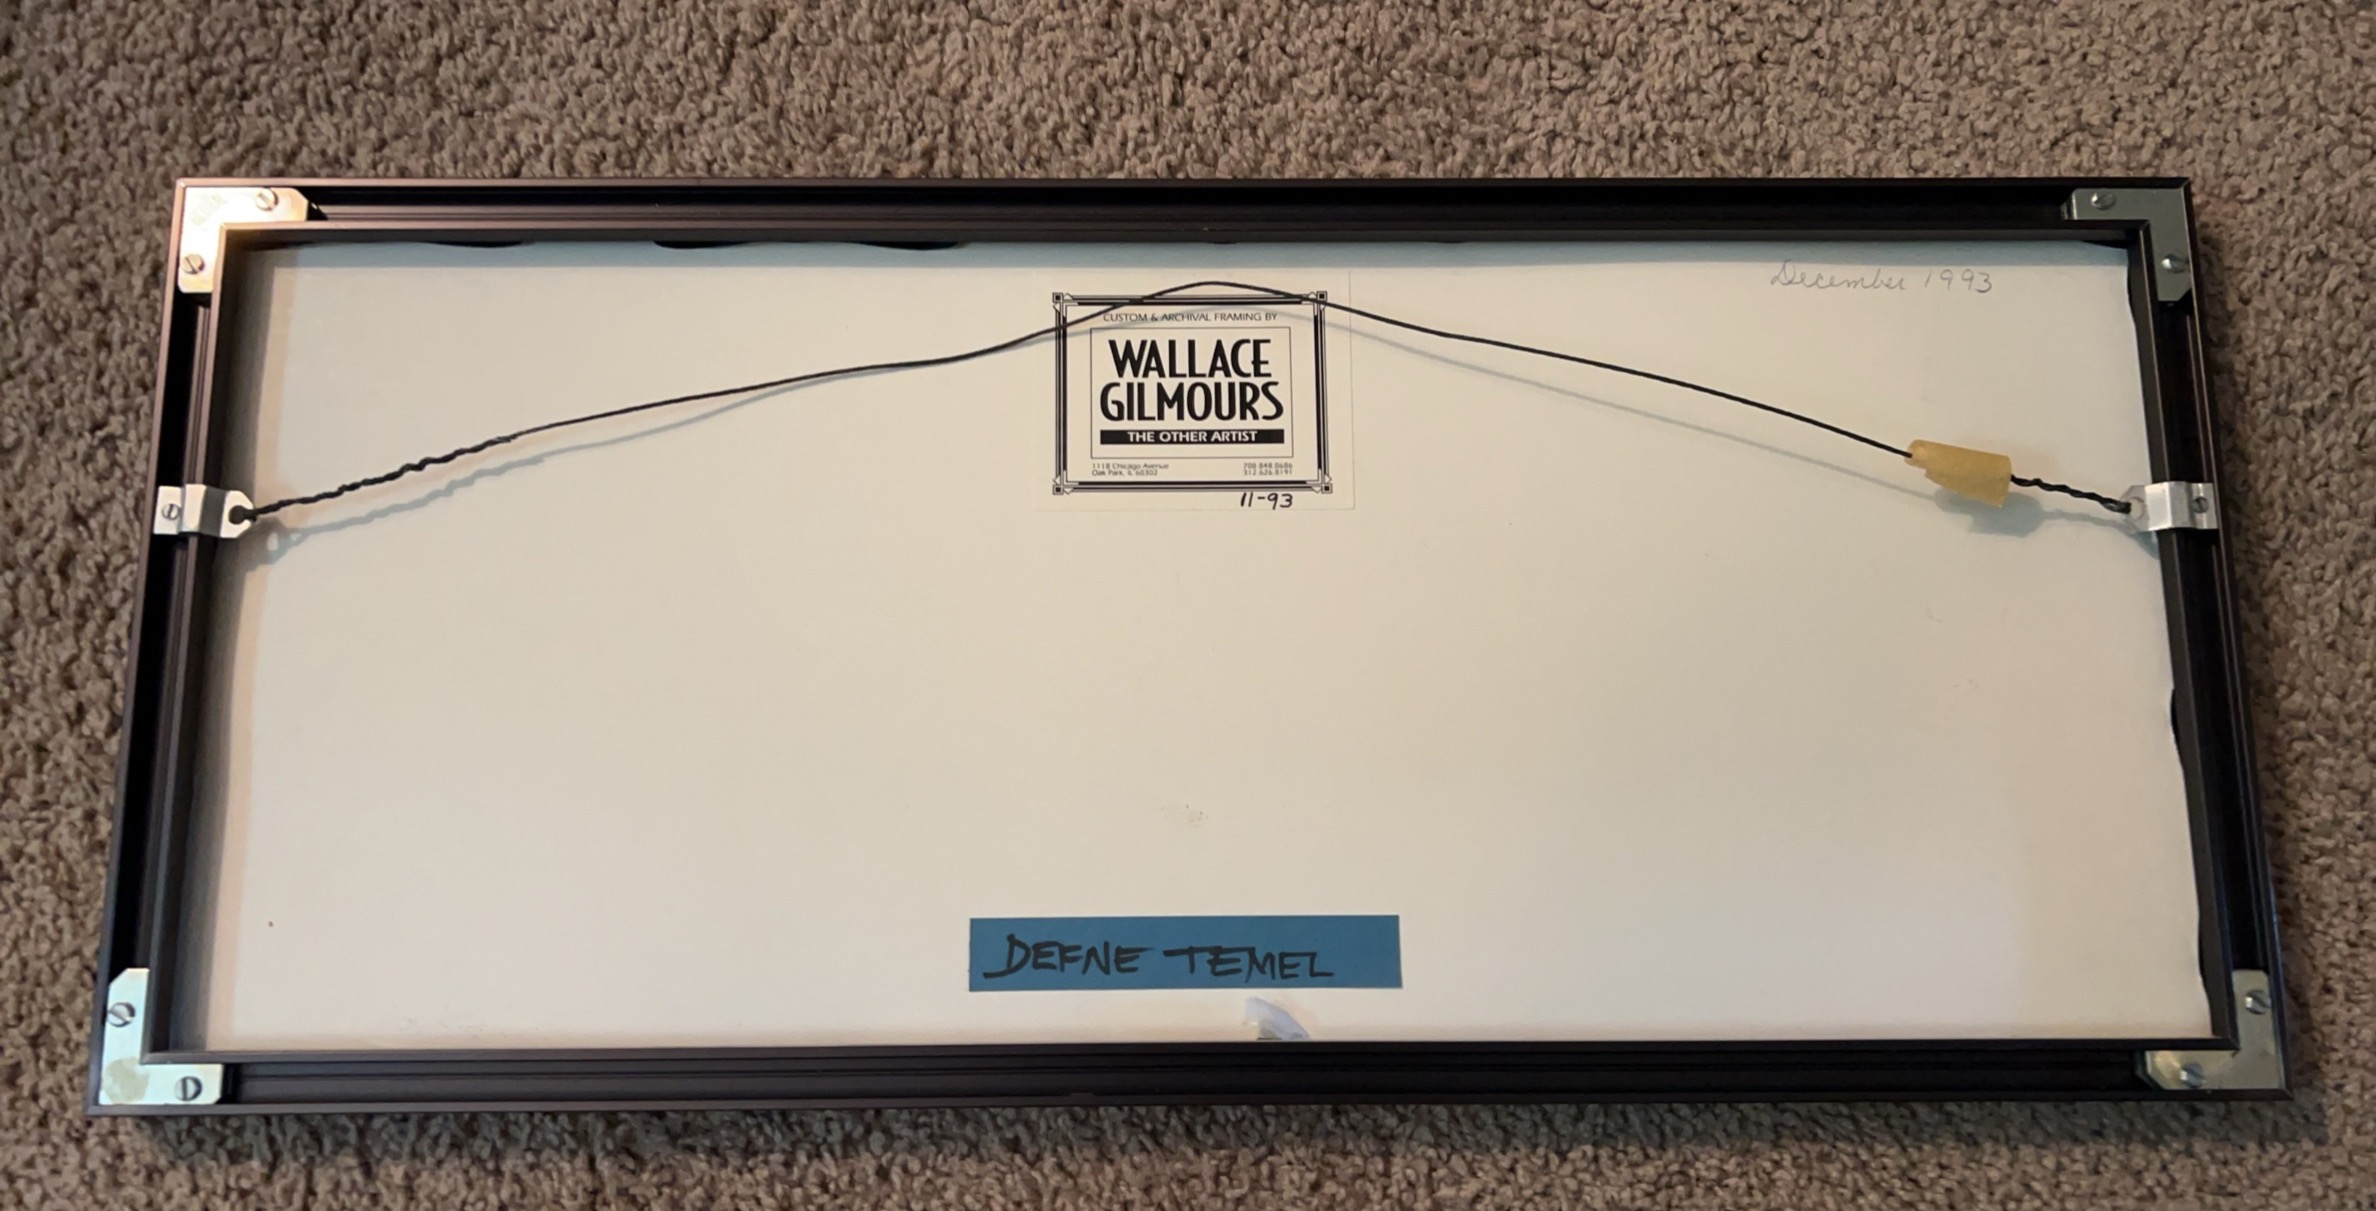 December 1993
CUSTOM & ARCHIVAL FRAMING BY
WALLACE
GILMOURS
THE OTHER ARTIST
1118 Chicago Avenue
Oak Park, IL 60302
708 848 0686
312 626 8191
11-93
DEFNE TEMEL